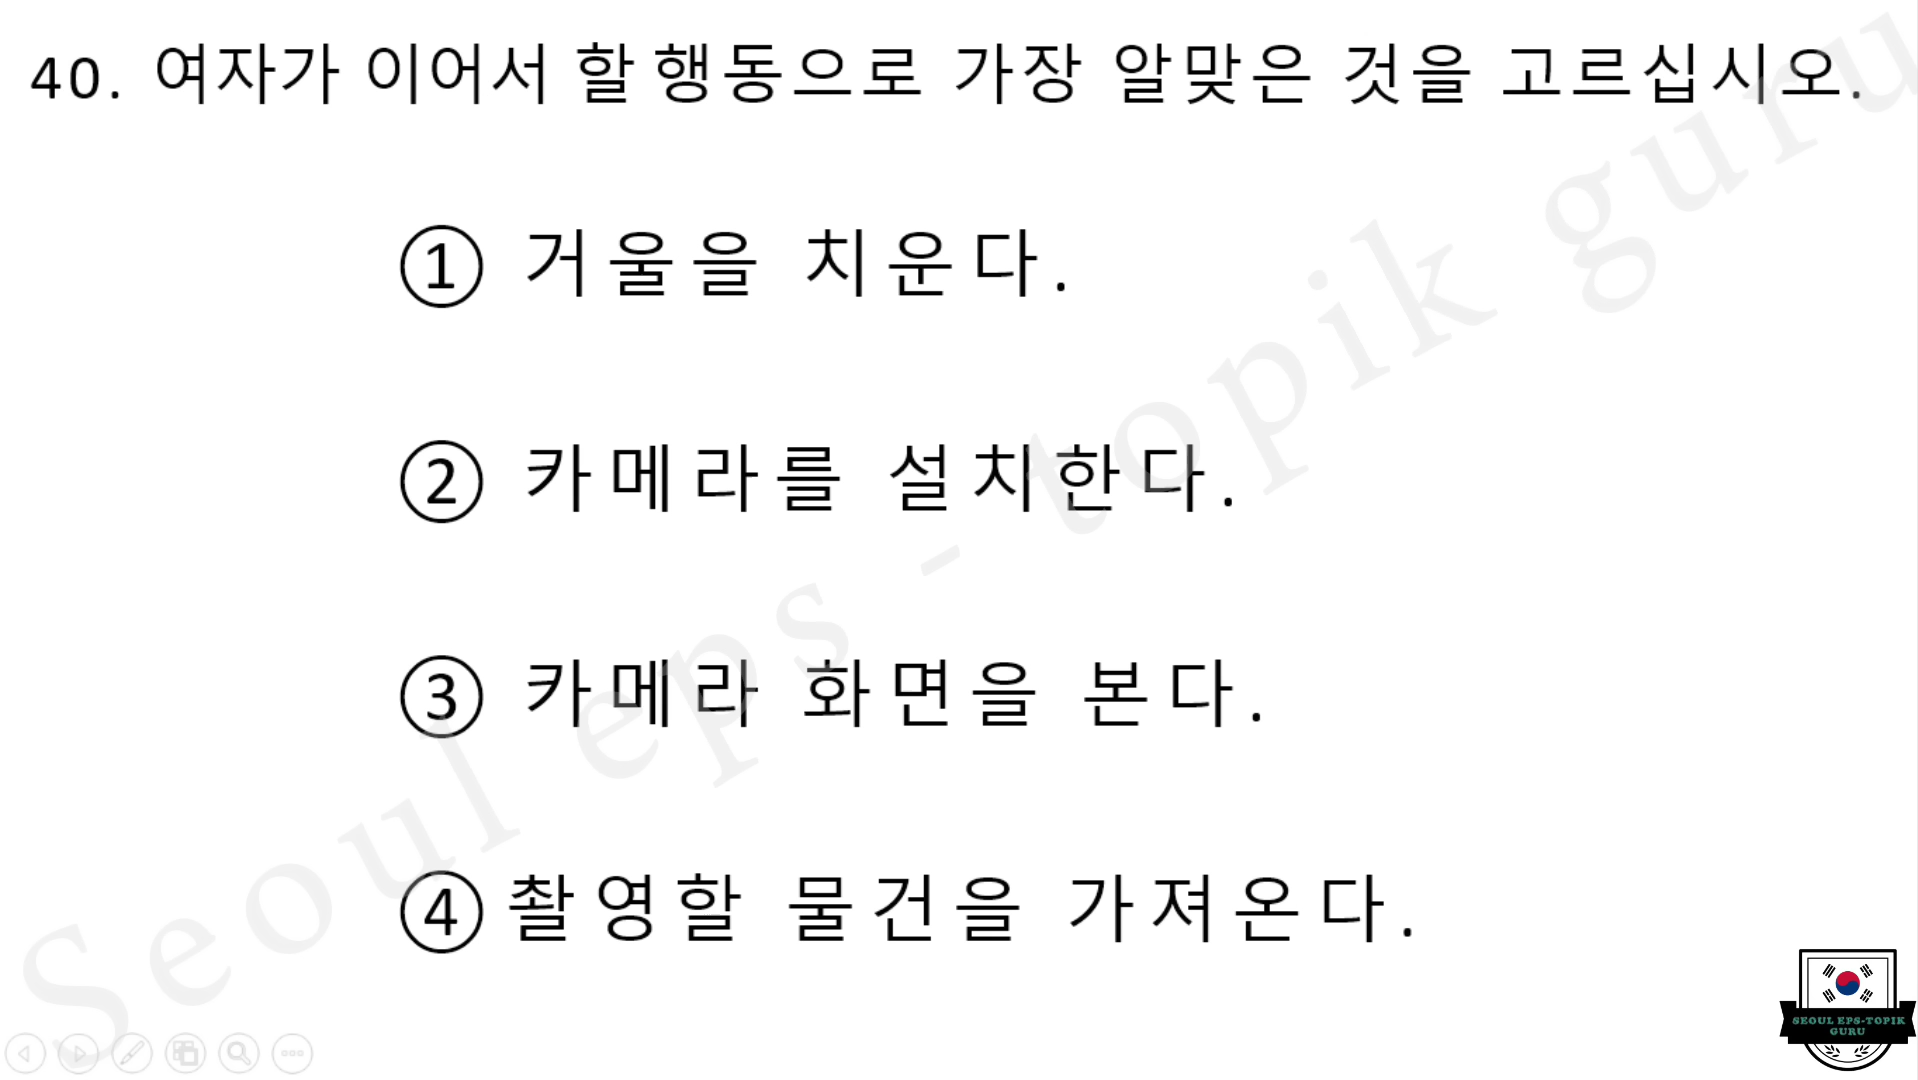 40. 여자가 이어서 할 행동으로 가장 알맞은 것을 고르십시오.
① 거울을 치운다.
② 카메라를 설치한다.
③ 카메라 화면을 본다.
④ 촬영할 물건을 가져온다.
Seoul eps - topik guru
SEOUL EPS-TOPIK
GURU